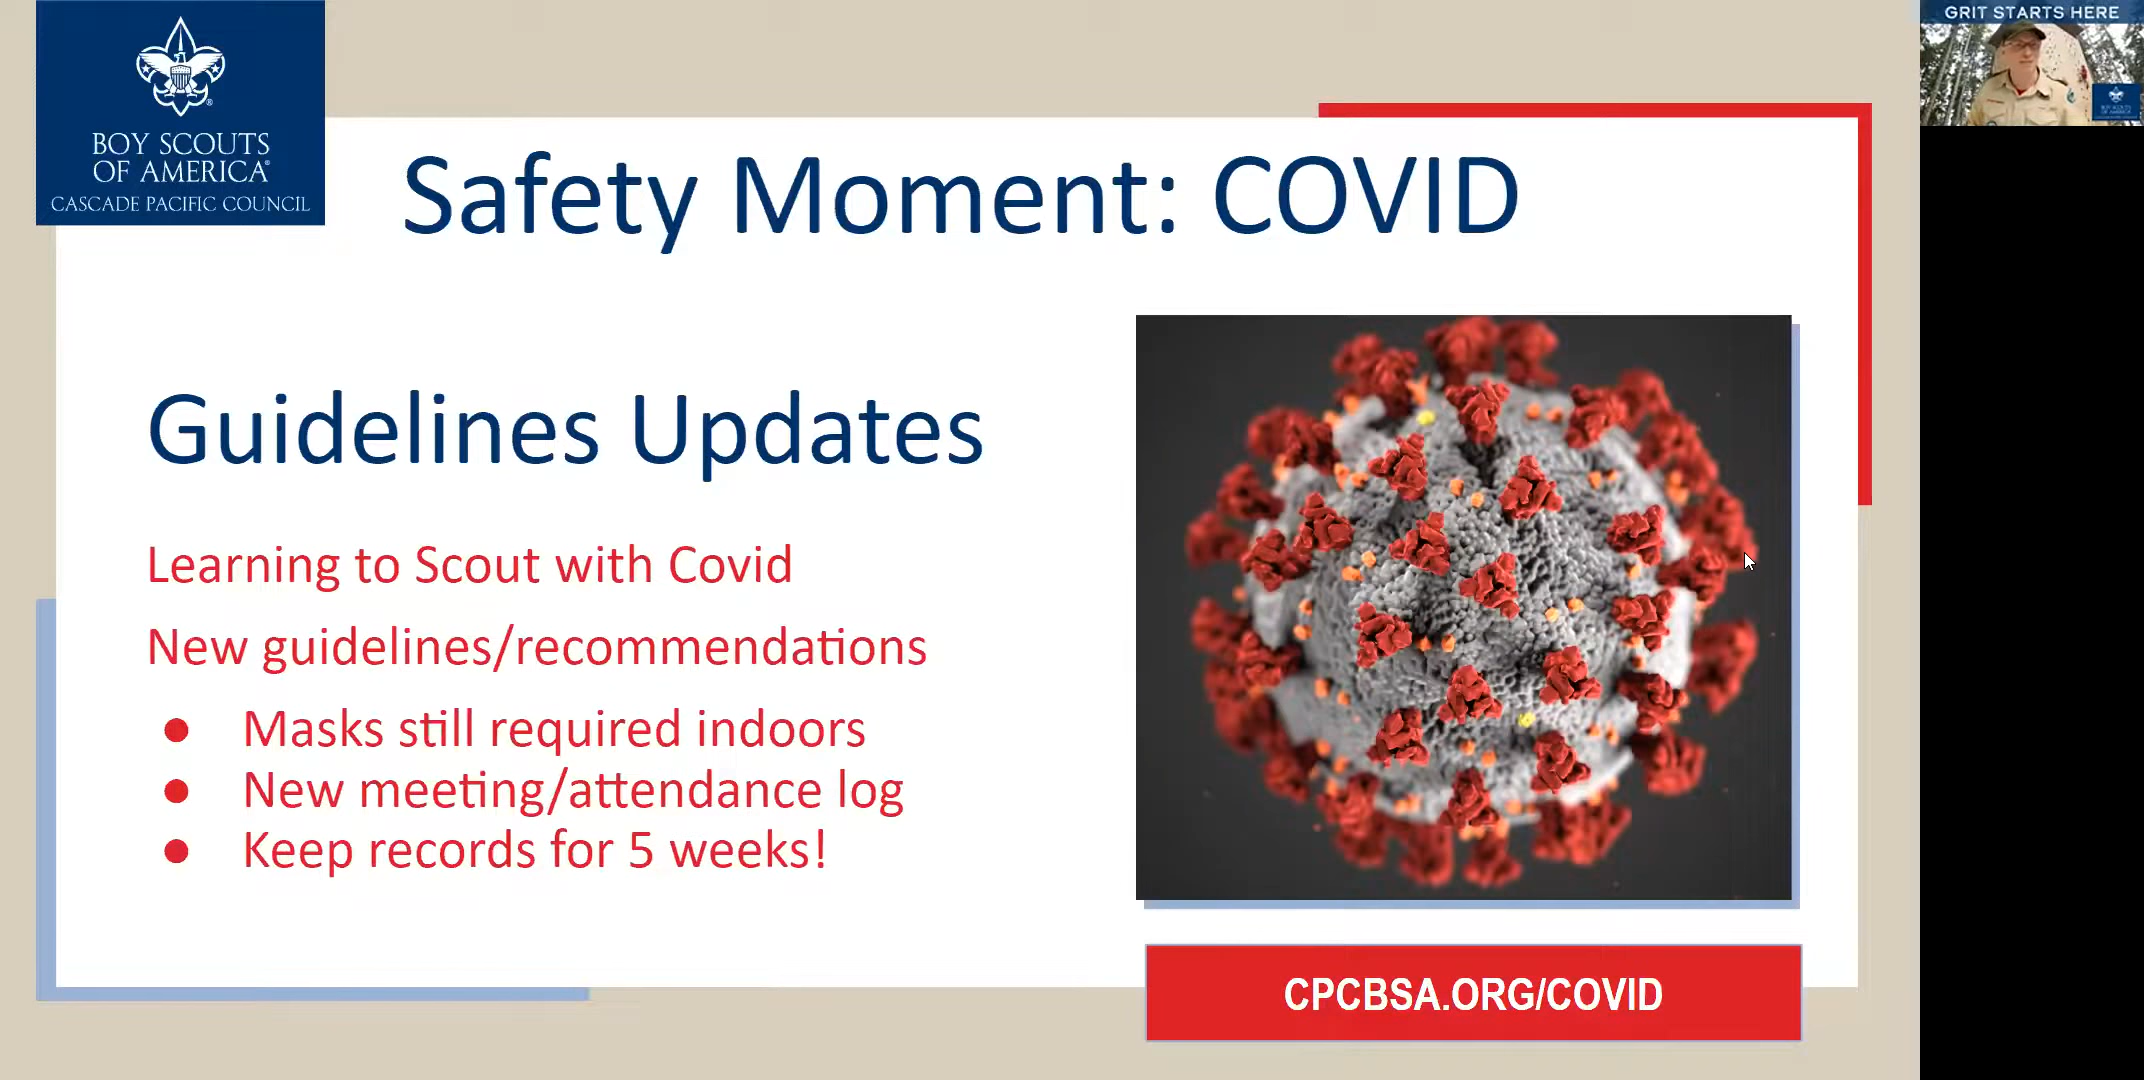 BOY SCOUTS
OF AMERICA®
CASCADE PACIFIC COUNCIL
GRIT STARTS HERE
Safety Moment: COVID
Guidelines Updates
Learning to Scout with Covid
New guidelines/recommendations
● Masks still required indoors
● New meeting/attendance log
● Keep records for 5 weeks!
CPCBSA.ORG/COVID